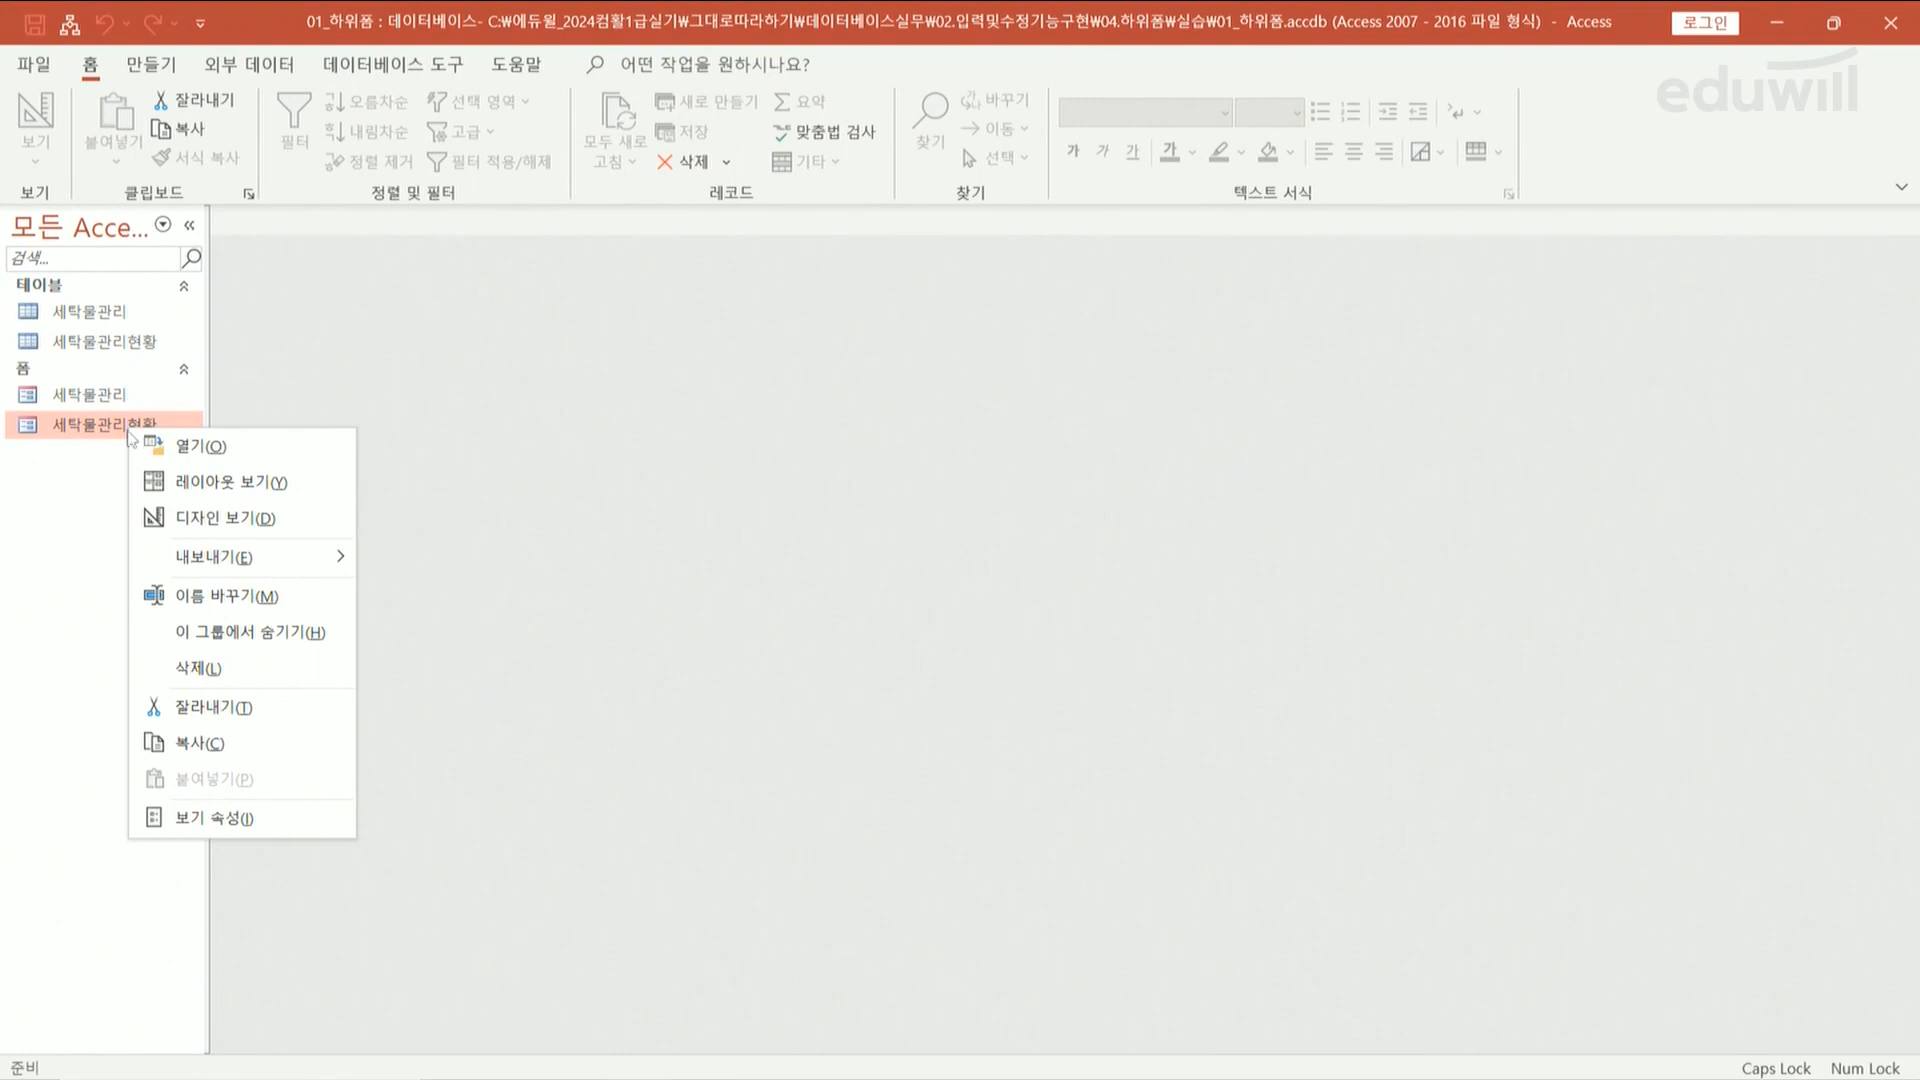 01_하위폼 : 데이터베이스- C:₩에듀윌_2024컴활1급실기₩그대로따라하기₩데이터베이스실무₩02.입력및수정기능구현₩04.하위폼₩실습₩01_하위폼.accdb (Access 2007 - 2016 파일 형식) - Access
로그인
파일 홈 만들기 외부 데이터 데이터베이스 도구 도움말 어떤 작업을 원하시나요?
eduwill
보기
붙여넣기
잘라내기
복사
서식 복사
필터
오름차순
내림차순
정렬 제거
선택 영역
고급
필터 적용/해제
모두 새로
고침
새로 만들기
저장
삭제
요약
맞춤법 검사
기타
찾기
바꾸기
이동
선택
가 가 가 가
보기 클립보드 정렬 및 필터 레코드 찾기 텍스트 서식
모든 Acce...
검색...
테이블
세탁물관리
세탁물관리현황
폼
세탁물관리
세탁물관리현황
열기(O)
레이아웃 보기(Y)
디자인 보기(D)
내보내기(E)
이름 바꾸기(M)
이 그룹에서 숨기기(H)
삭제(L)
잘라내기(T)
복사(C)
붙여넣기(P)
보기 속성(I)
준비
Caps Lock Num Lock